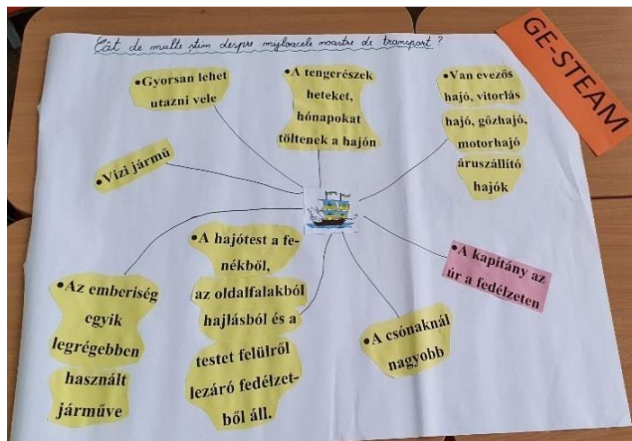 Cât de multe știm despre mijloacele noastre de transport?
GE-STEAM
•Gyorsan lehet
utazni vele
•A tengerészek
heteket,
hónapokat
töltenek a hajón
•Van evezős
hajó, vitorlás
hajó, gőzhajó,
motorhajó
áruszállító
hajók
•Vízi jármű
•A kapitány az
úr a fedélzeten
•A hajótest a fe-
nékből,
az oldalfalakból
hajlásból és a
testet felülről
lezáró fedélzet-
ből áll.
•Az emberiség
egyik
legrégebben
használt
járműve
•A csónaknál
nagyobb